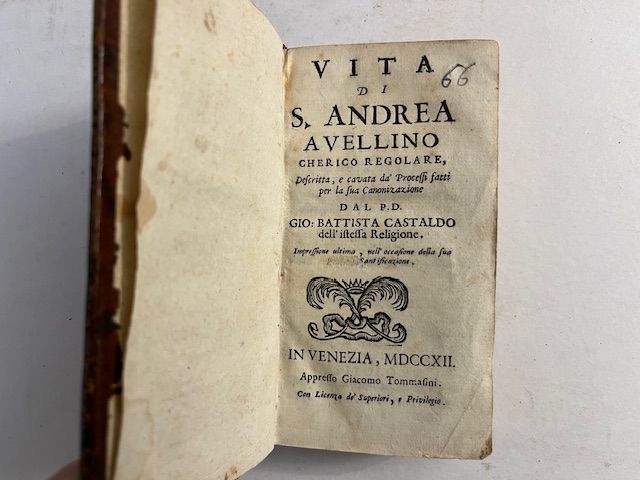 VITA
66
DI
S. ANDREA
AVELLINO
CHERICO REGOLARE,
Deſcritta, e cavata da' Proceſſi fatti
per la ſua Canonizazione
DAL P.D.
GIO: BATTISTA CASTALDO
dell' iſteſſa Religione.
Impreſſione ultima, nell' occaſione della ſua
Santificazione.
IN VENEZIA, MDCCXII.
Appreſſo Giacomo Tommaſini.
Con Licenza de' Superiori, e Privilegio.